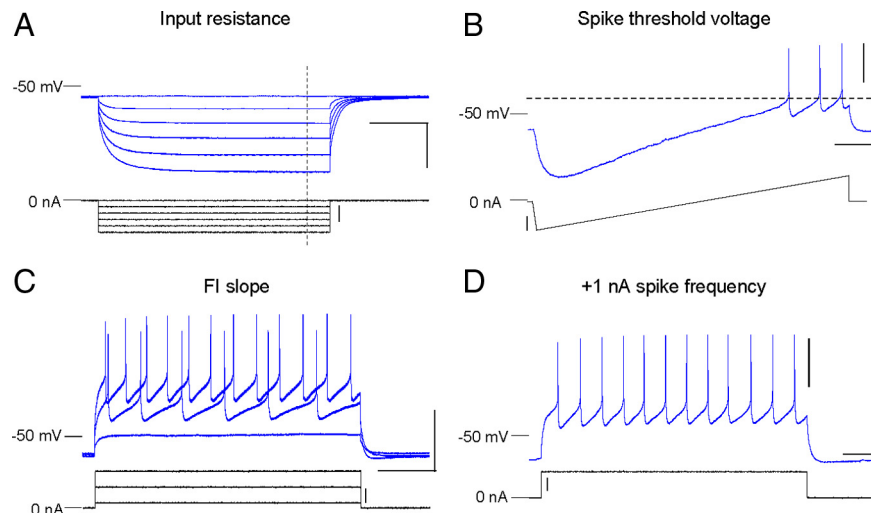 A
Input resistance
-50 mV
0 nA
B
Spike threshold voltage
-50 mV
0 nA
C
FI slope
-50 mV
0 nA
D
+1 nA spike frequency
-50 mV
0 nA